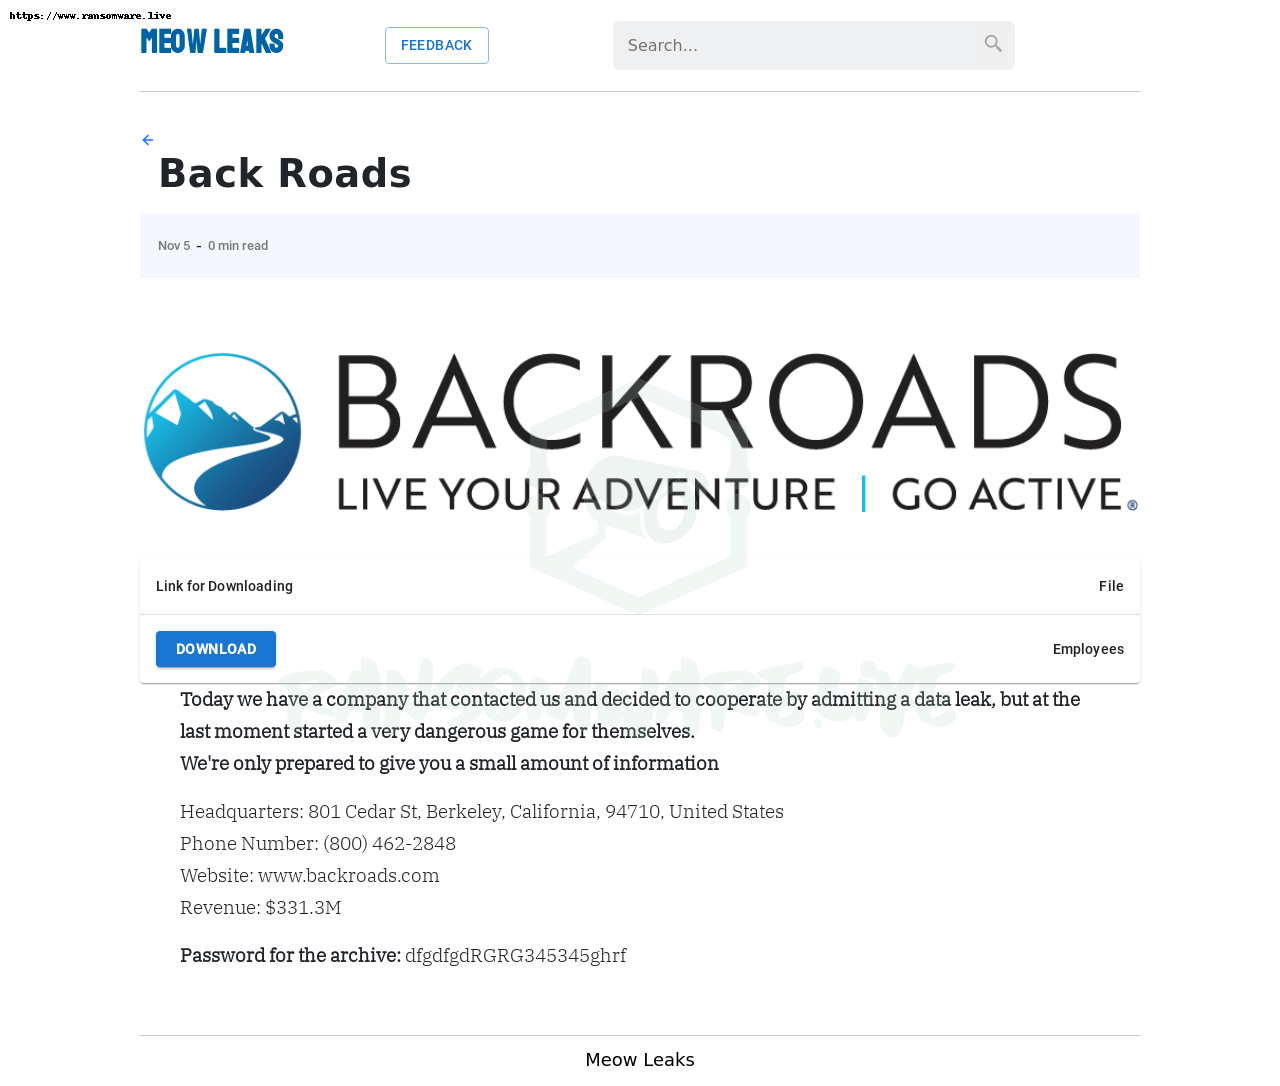 https://www.ransomware.live
MEOW LEAKS
FEEDBACK
Search...
Back Roads
Nov 5 - 0 min read
BACKROADS
LIVE YOUR ADVENTURE | GO ACTIVE®
Link for Downloading File
DOWNLOAD Employees
RANSOMWARE.LIVE
Today we have a company that contacted us and decided to cooperate by admitting a data leak, but at the
last moment started a very dangerous game for themselves.
We're only prepared to give you a small amount of information
Headquarters: 801 Cedar St, Berkeley, California, 94710, United States
Phone Number: (800) 462-2848
Website: www.backroads.com
Revenue: $331.3M
Password for the archive: dfgdfgdRGRG345345ghrf
Meow Leaks